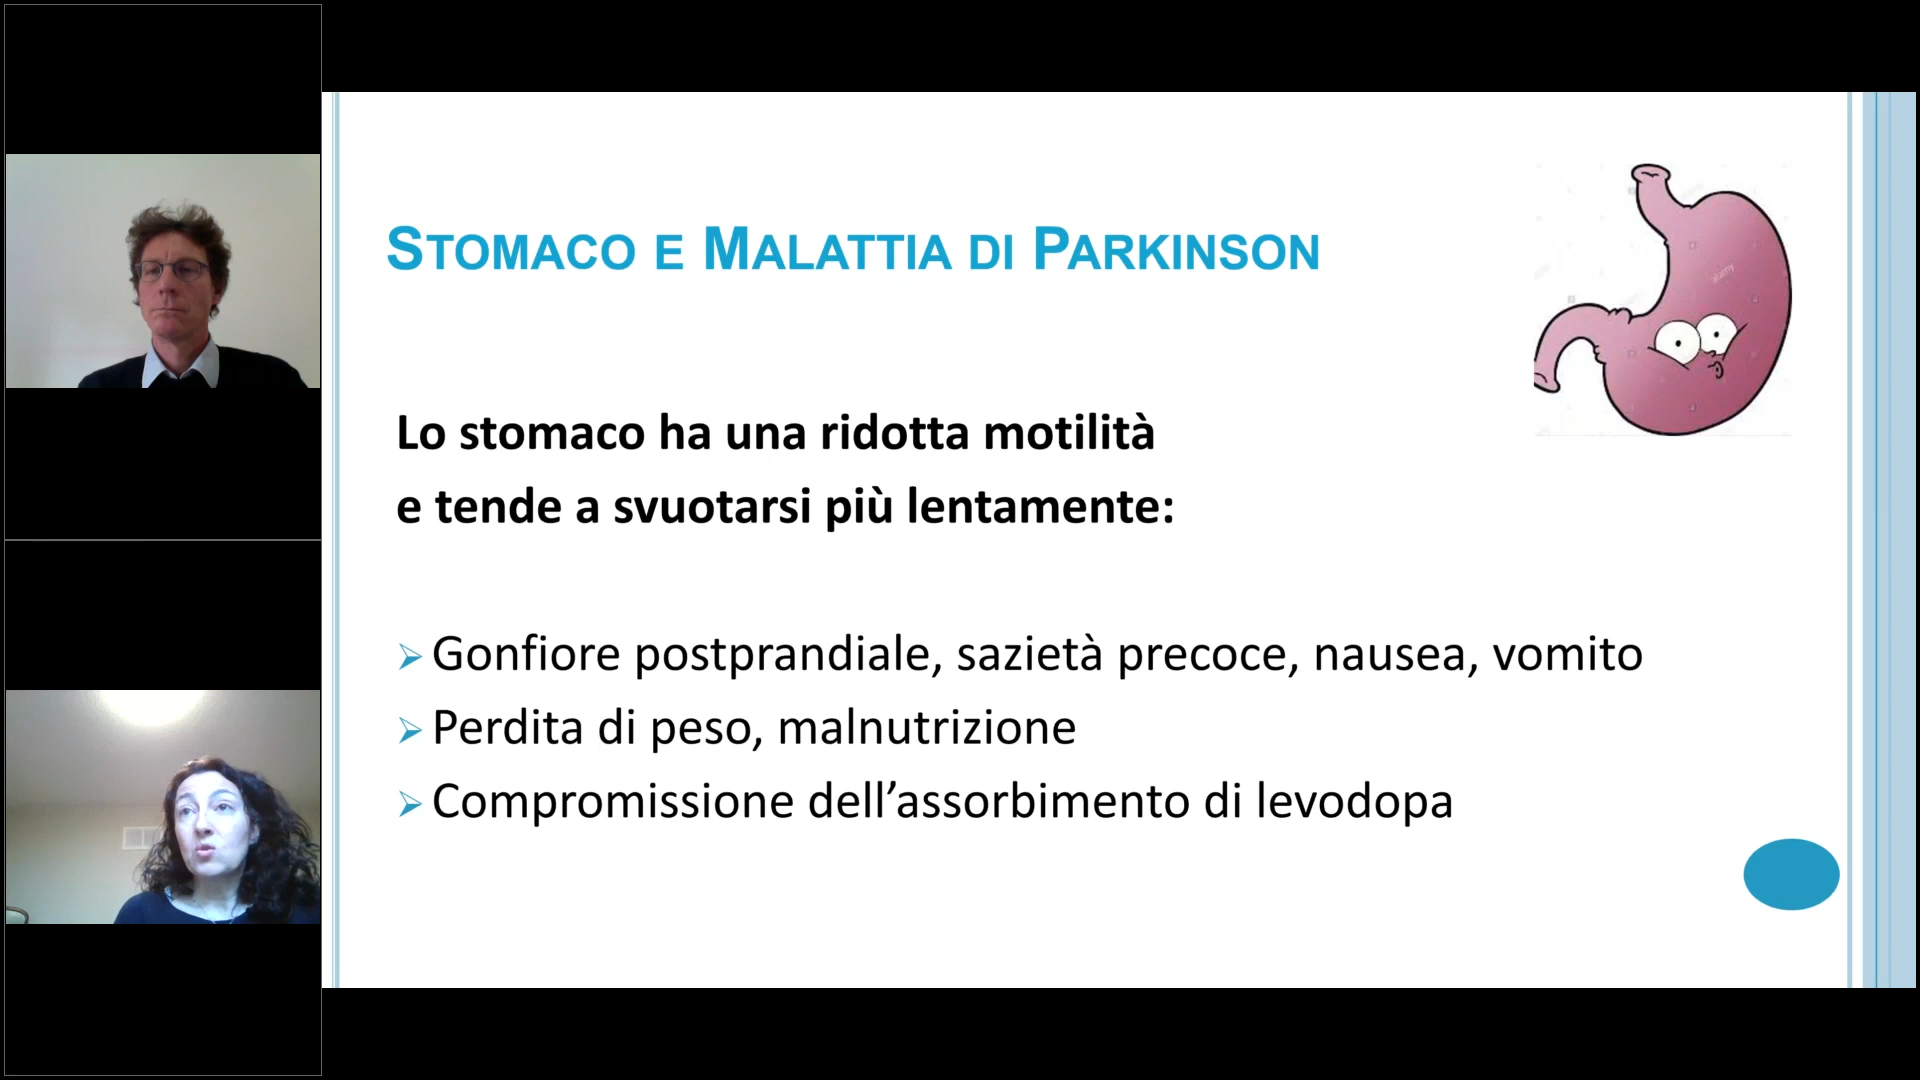 STOMACO E MALATTIA DI PARKINSON
alamy
Lo stomaco ha una ridotta motilità
e tende a svuotarsi più lentamente:
Gonfiore postprandiale, sazietà precoce, nausea, vomito
Perdita di peso, malnutrizione
Compromissione dell’assorbimento di levodopa